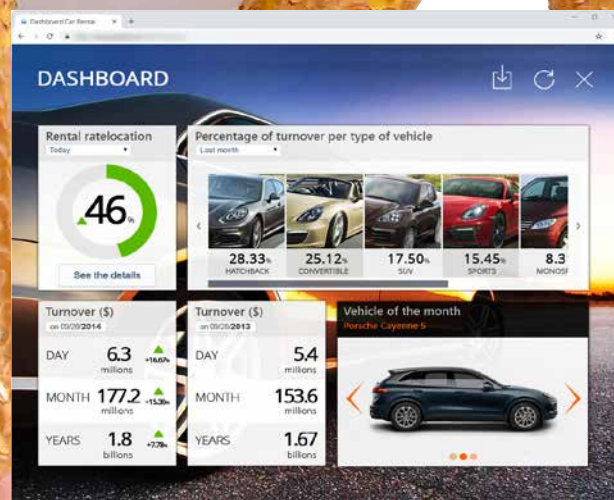 Dashboard Car Rental
DASHBOARD
Rental ratelocation
Today
46%
See the details
Percentage of turnover per type of vehicle
Last month
28.33%
HATCHBACK
25.12%
CONVERTIBLE
17.50%
SUV
15.45%
SPORTS
8.3
MONOSP
Turnover ($)
on 09/28/2014
DAY 6.3 +16.67%
millions
MONTH 177.2 +15.36%
millions
YEARS 1.8 +7.78%
billions
Turnover ($)
on 09/28/2013
DAY 5.4
millions
MONTH 153.6
millions
YEARS 1.67
billions
Vehicle of the month
Porsche Cayenne S